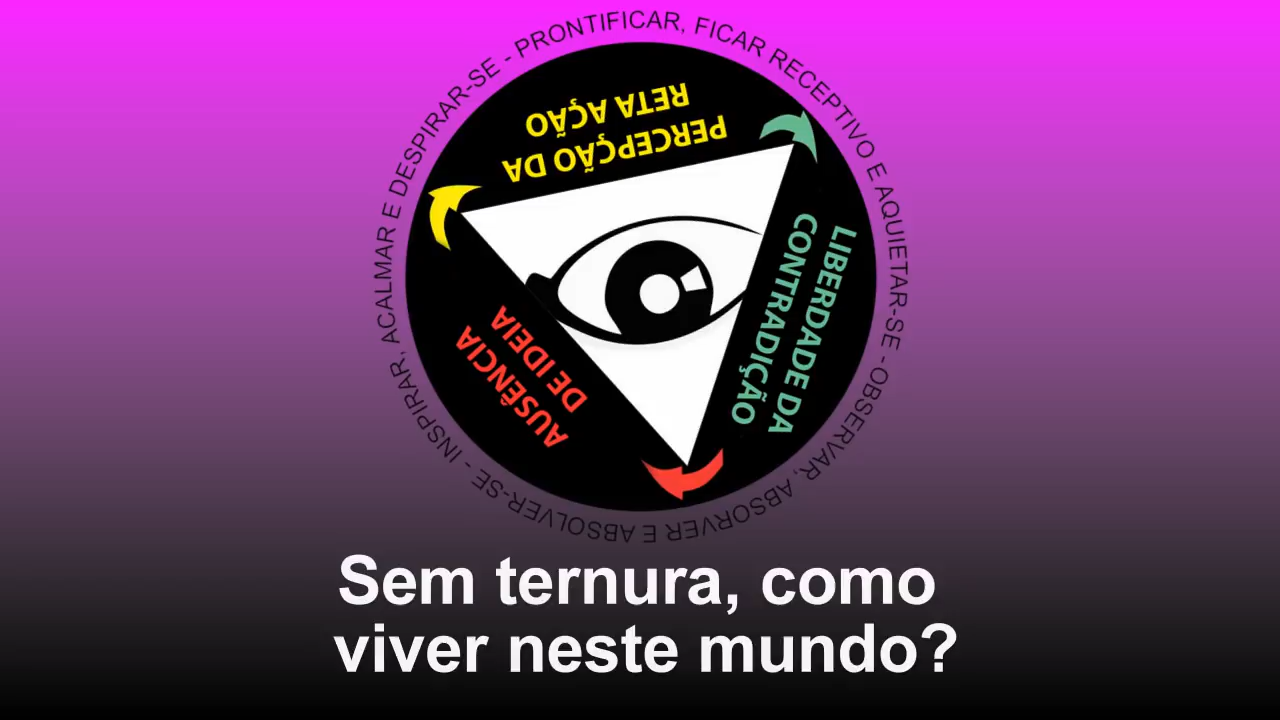 PRONTIFICAR, FICAR RECEPTIVO E AQUIETAR-SE - OBSERVAR, ABSORVER E ABSOLVER-SE - INSPIRAR, ACALMAR E DESPIRAR-SE -
PERCEPÇÃO DA
RETA AÇÃO
LIBERDADE DA
CONTRADIÇÃO
AUSÊNCIA
DE IDEIA
Sem ternura, como
viver neste mundo?